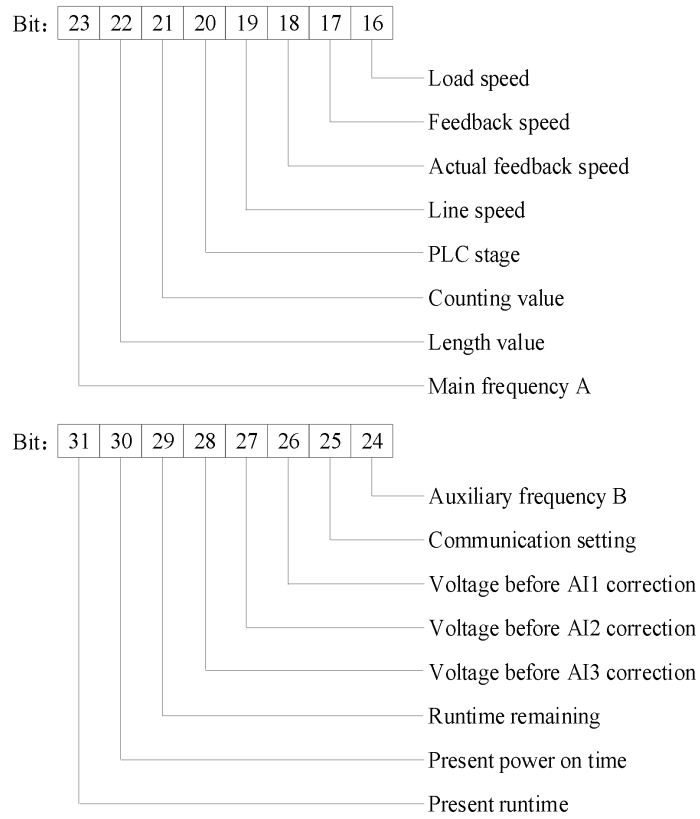 Bit: 23 22 21 20 19 18 17 16
Load speed
Feedback speed
Actual feedback speed
Line speed
PLC stage
Counting value
Length value
Main frequency A
Bit: 31 30 29 28 27 26 25 24
Auxiliary frequency B
Communication setting
Voltage before AI1 correction
Voltage before AI2 correction
Voltage before AI3 correction
Runtime remaining
Present power on time
Present runtime